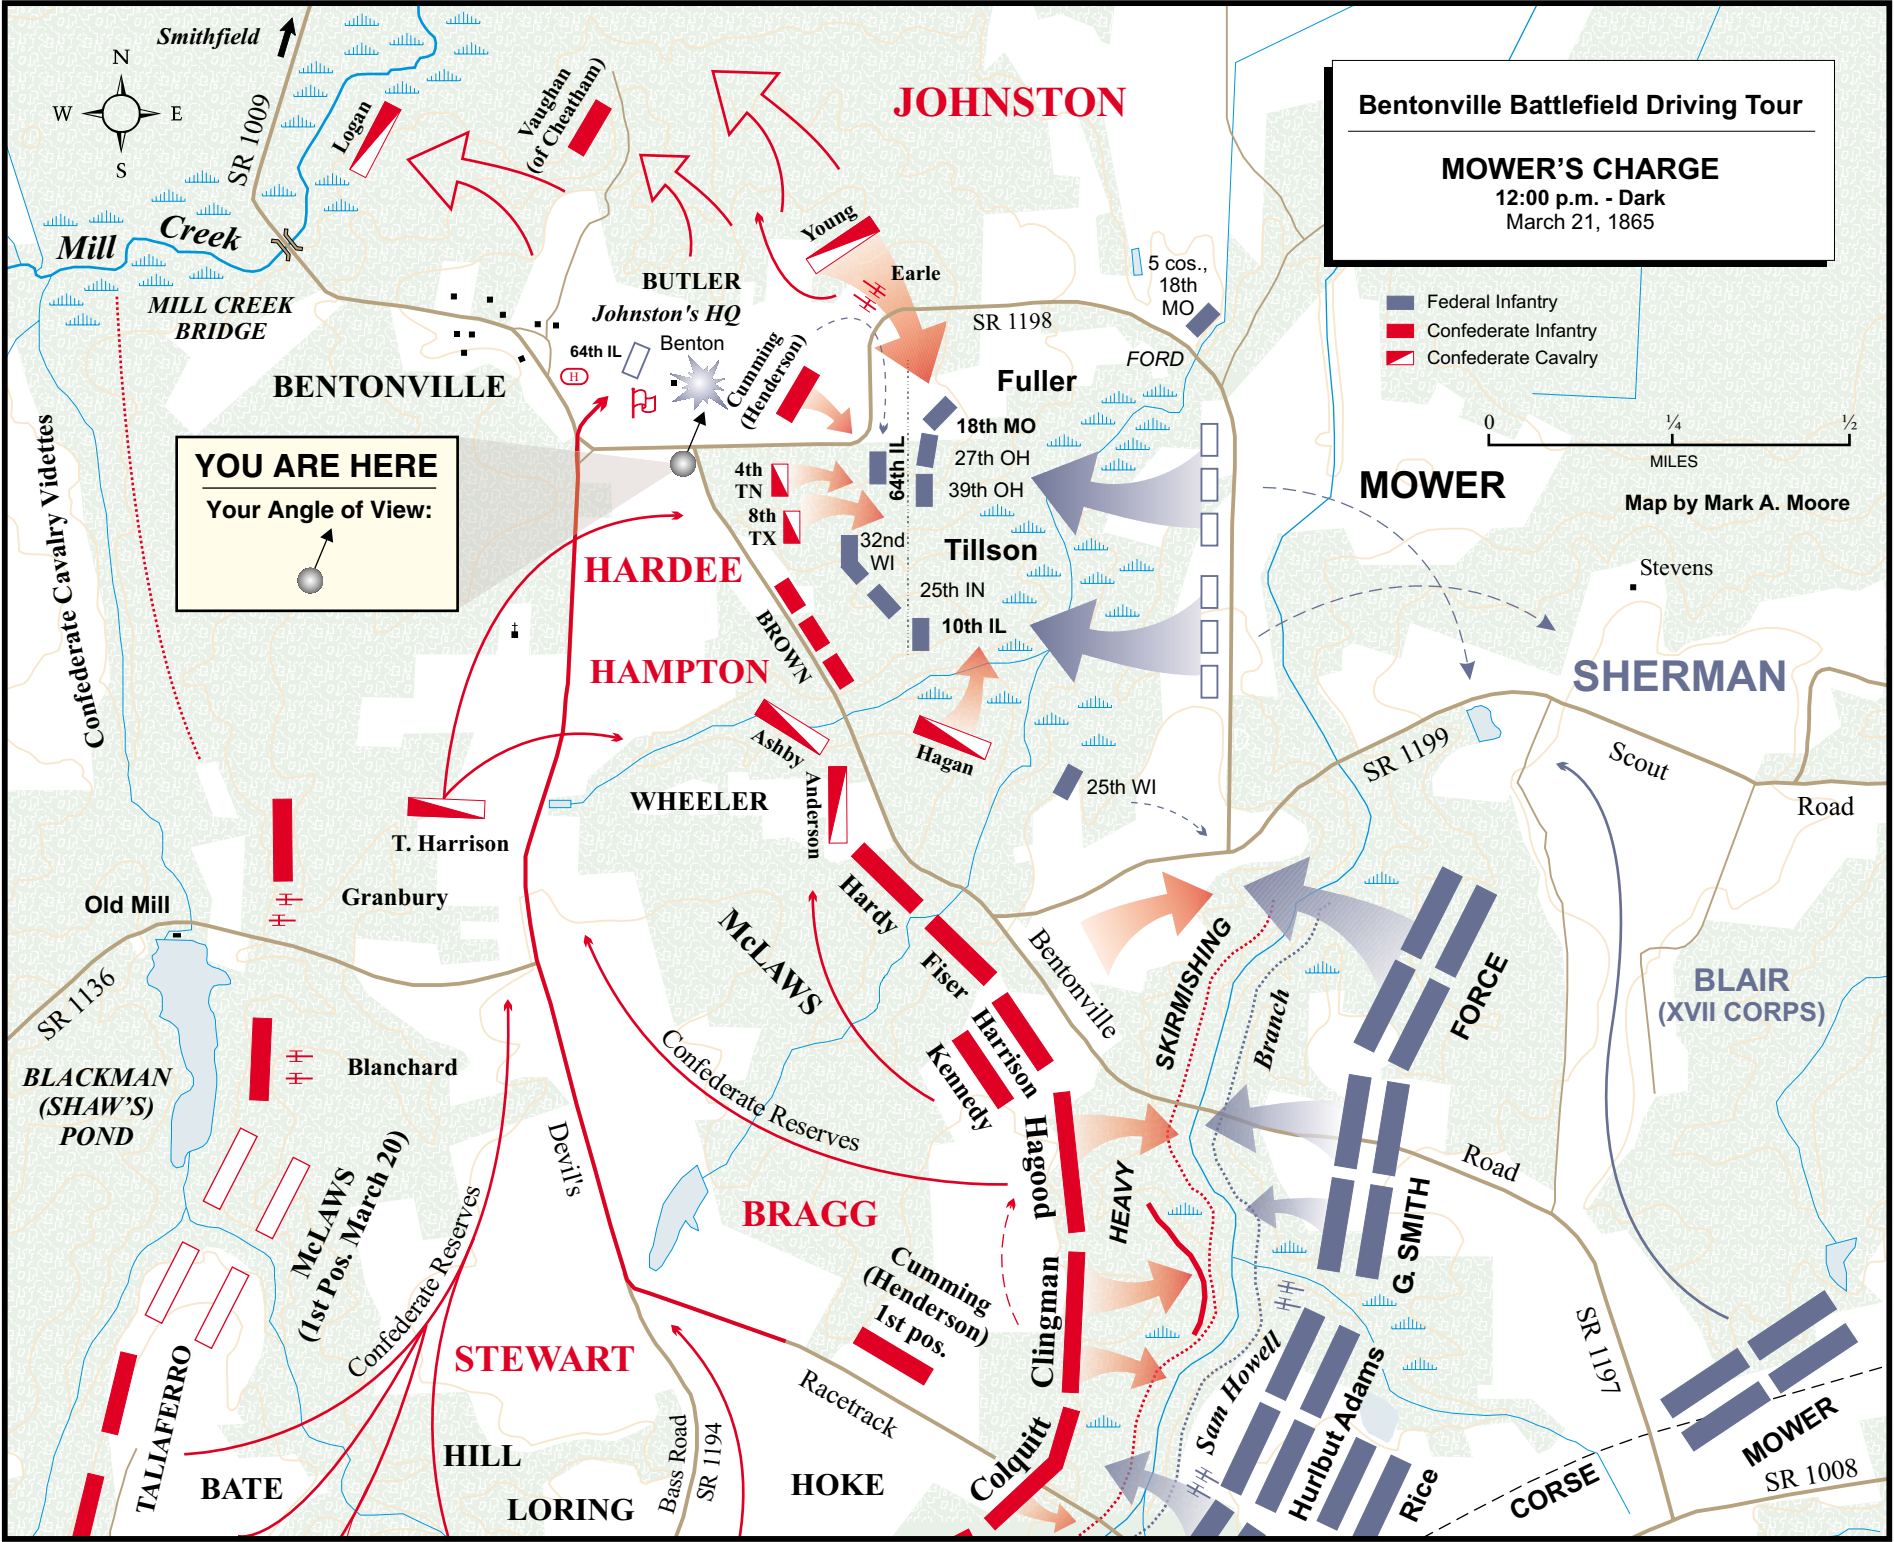 Smithfield
N
W
E
S
SR 1009
Logan
Vaughan
(of Cheatham)
JOHNSTON
Bentonville Battlefield Driving Tour
MOWER'S CHARGE
12:00 p.m. - Dark
March 21, 1865
Mill
Creek
MILL CREEK
BRIDGE
Young
Earle
BUTLER
Johnston's HQ
5 cos.,
18th
MO
SR 1198
Federal Infantry
Confederate Infantry
Confederate Cavalry
64th IL
Benton
H
BENTONVILLE
Cumming
(Henderson)
FORD
Fuller
18th MO
27th OH
39th OH
64th IL
0
¼
½
MILES
MOWER
Map by Mark A. Moore
YOU ARE HERE
Your Angle of View:
4th
TN
8th
TX
32nd
WI
Tillson
25th IN
10th IL
HARDEE
BROWN
HAMPTON
Stevens
SHERMAN
Confederate Cavalry Videttes
Ashby
Hagan
Anderson
WHEELER
25th WI
SR 1199
Scout
Road
T. Harrison
Granbury
Old Mill
Hardy
McLAWS
Fiser
Harrison
Kennedy
Bentonville
SKIRMISHING
Branch
FORCE
BLAIR
(XVII CORPS)
SR 1136
BLACKMAN
(SHAW'S)
POND
Blanchard
Confederate Reserves
Devil's
Hagood
HEAVY
Road
G. SMITH
McLAWS
(1st Pos. March 20)
Confederate Reserves
BRAGG
Cumming
(Henderson)
1st pos.
Clingman
Sam Howell
Hurlbut Adams
SR 1197
STEWART
Racetrack
TALIAFERRO
BATE
HILL
LORING
Bass Road
SR 1194
HOKE
Colquitt
Rice
CORSE
MOWER
SR 1008